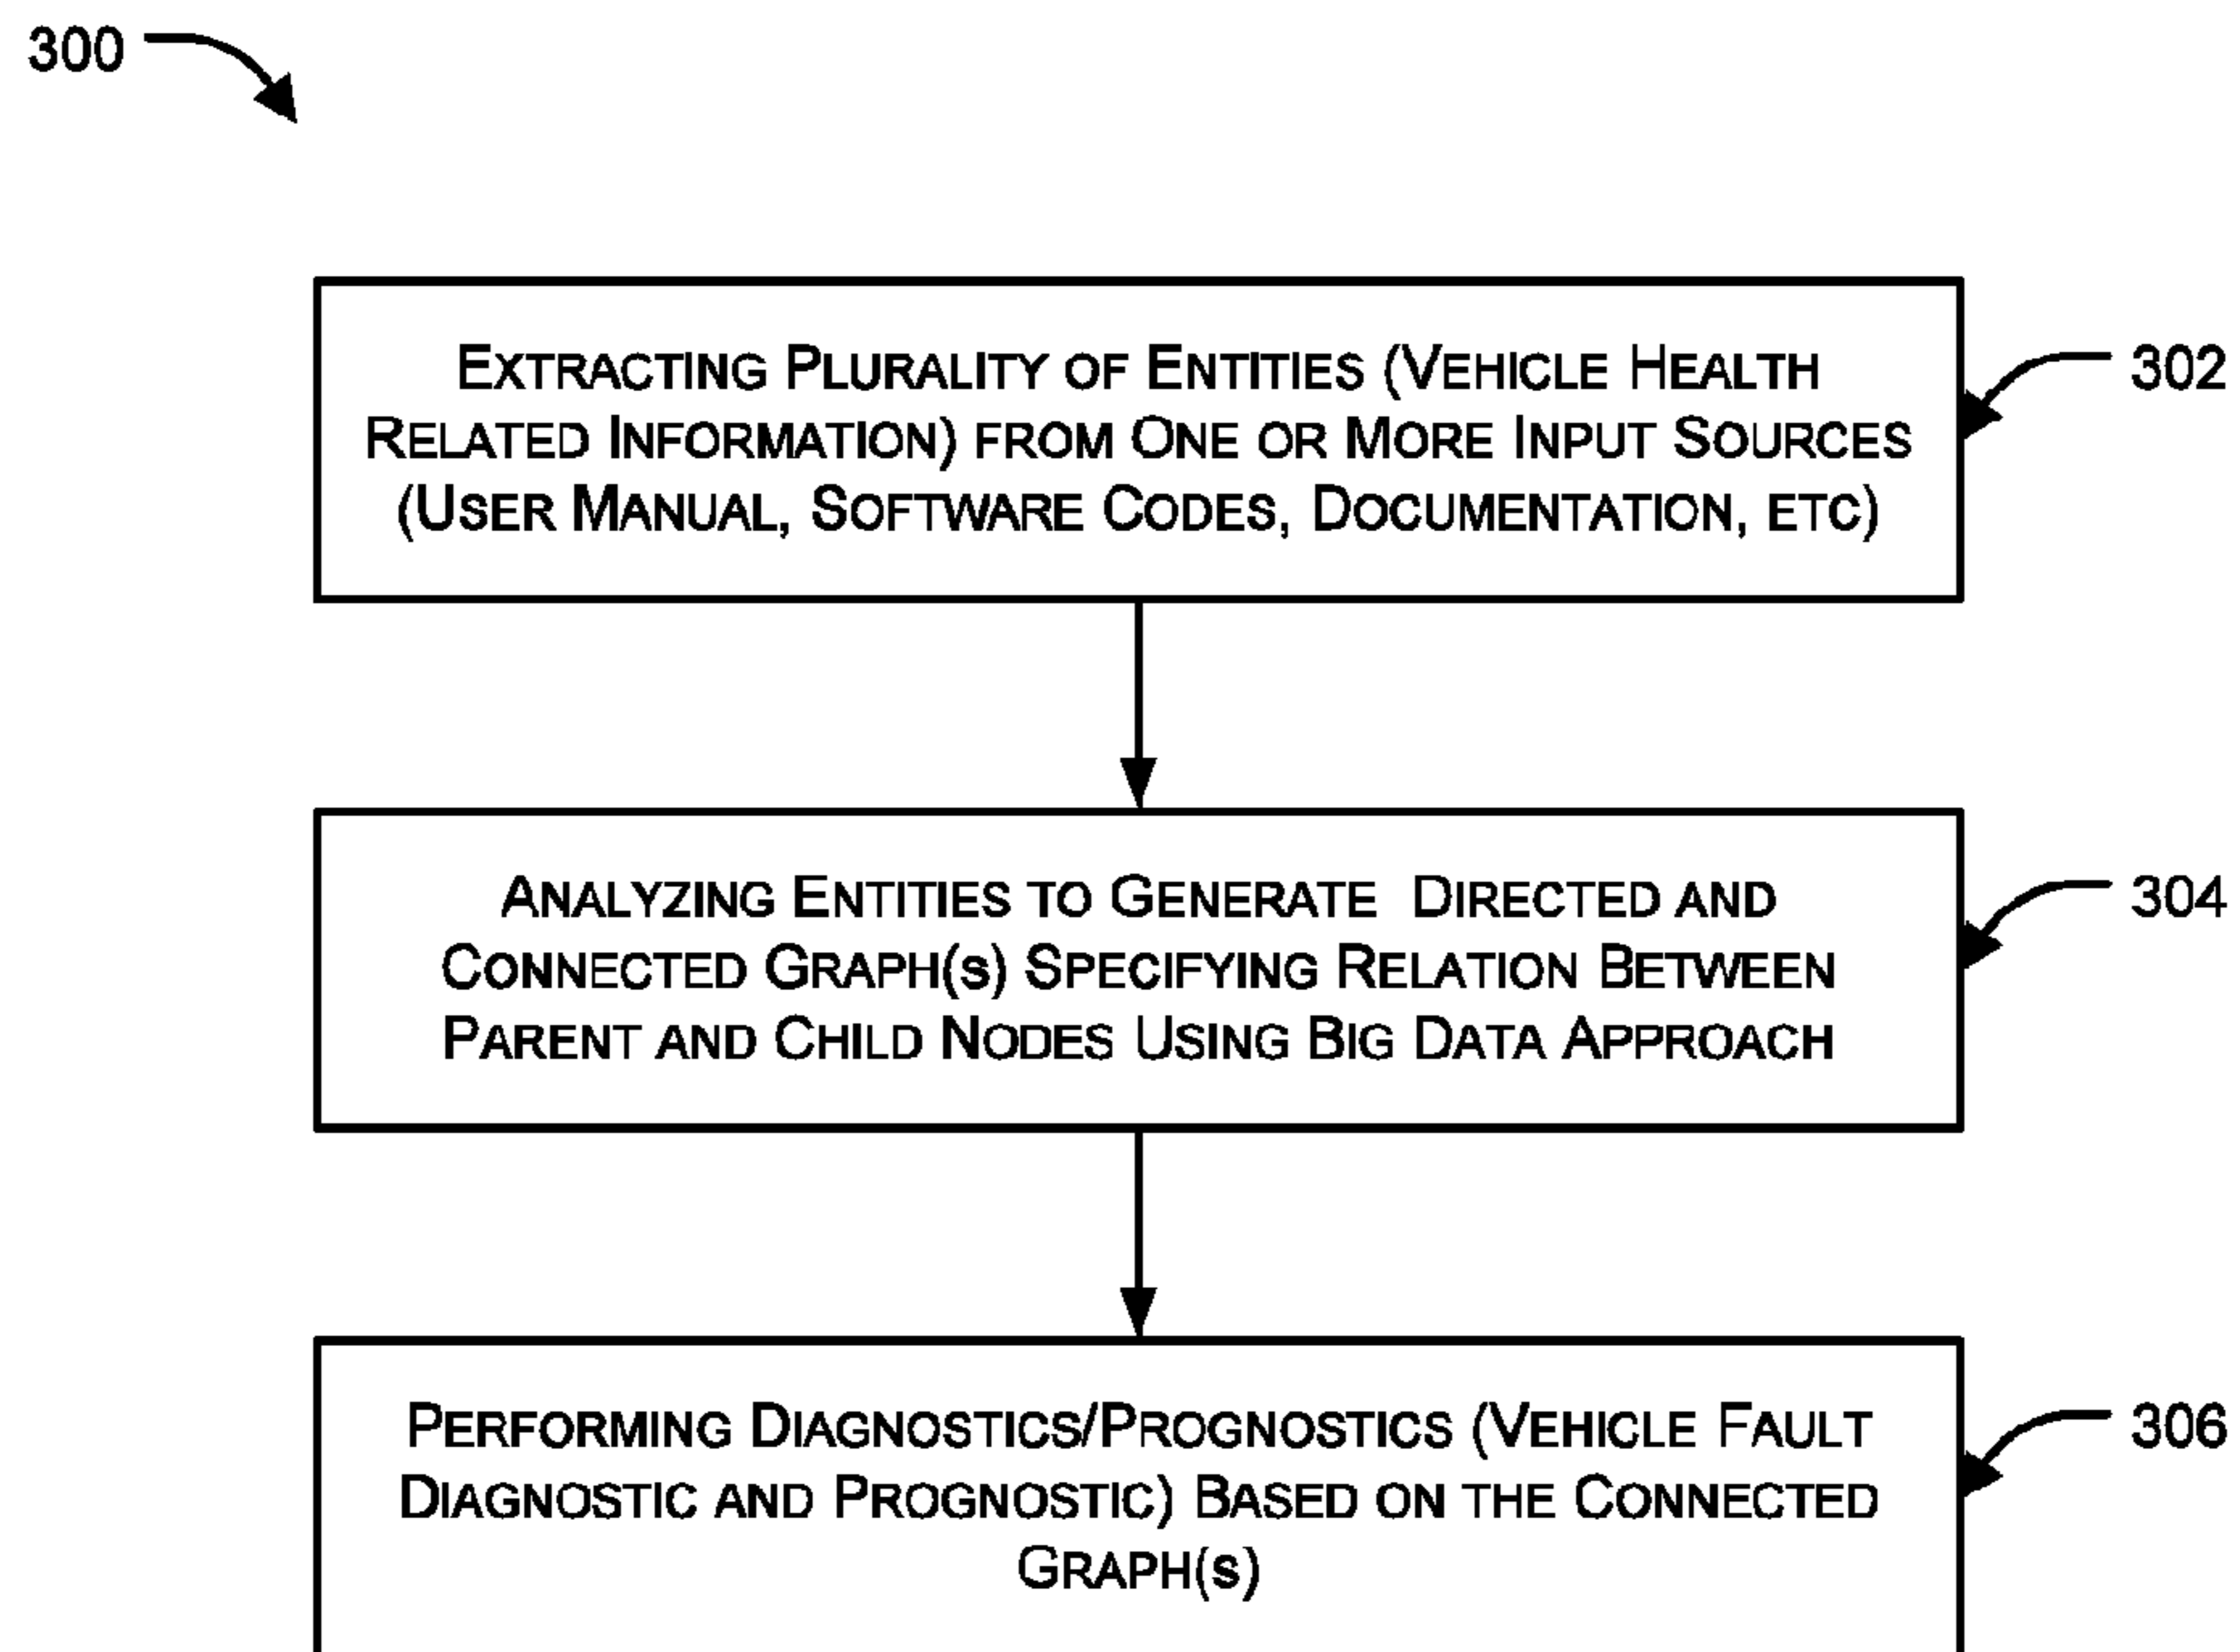 300
EXTRACTING PLURALITY OF ENTITIES (VEHICLE HEALTH
RELATED INFORMATION) FROM ONE OR MORE INPUT SOURCES
(USER MANUAL, SOFTWARE CODES, DOCUMENTATION, ETC)
302
ANALYZING ENTITIES TO GENERATE DIRECTED AND
CONNECTED GRAPH(S) SPECIFYING RELATION BETWEEN
PARENT AND CHILD NODES USING BIG DATA APPROACH
304
PERFORMING DIAGNOSTICS/PROGNOSTICS (VEHICLE FAULT
DIAGNOSTIC AND PROGNOSTIC) BASED ON THE CONNECTED
GRAPH(S)
306